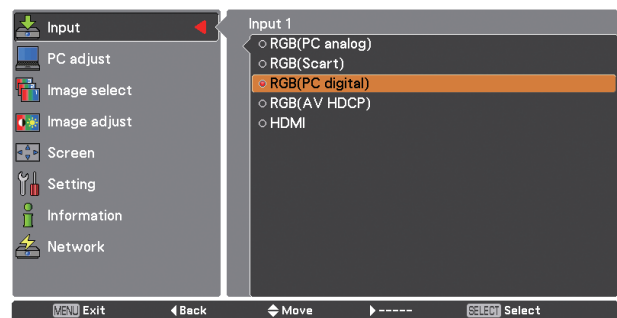 Input
PC adjust
Image select
Image adjust
Screen
Setting
Information
Network
Input 1
RGB(PC analog)
RGB(Scart)
RGB(PC digital)
RGB(AV HDCP)
HDMI
MENU Exit Back Move ----- SELECT Select